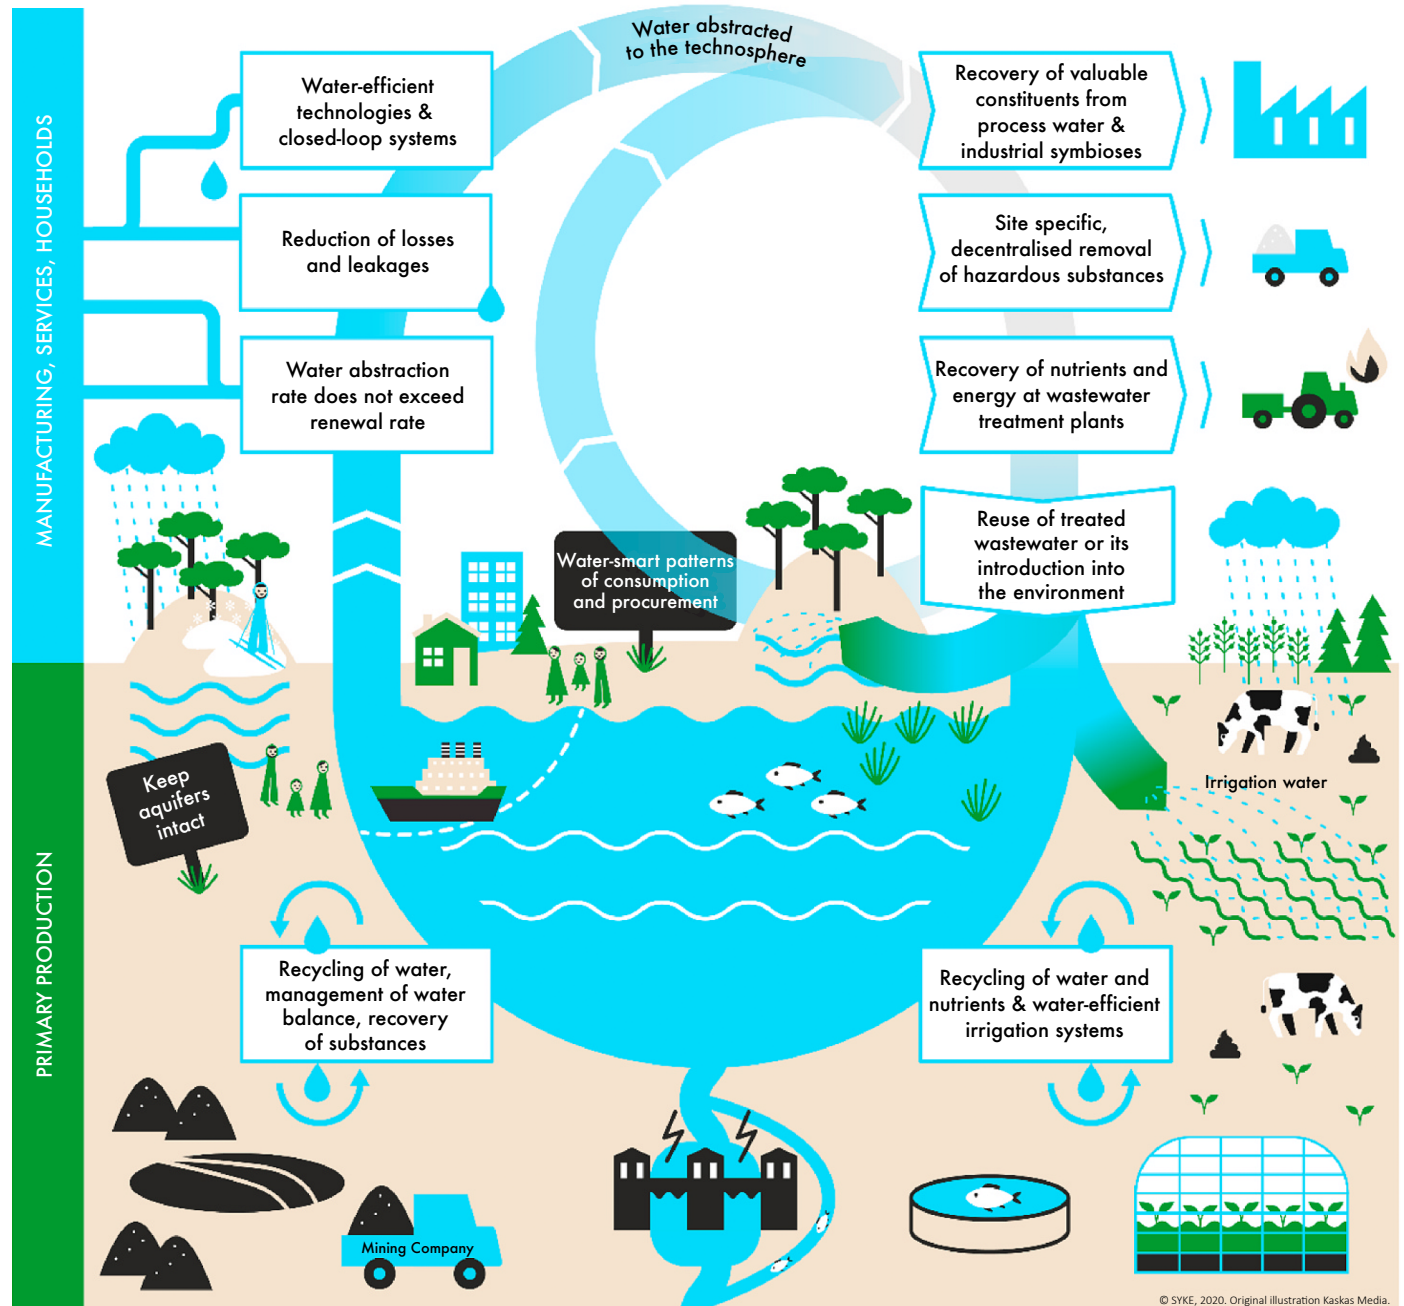 Water abstracted
to the technosphere
Water-efficient
technologies &
closed-loop systems
Reduction of losses
and leakages
Water abstraction
rate does not exceed
renewal rate
Recovery of valuable
constituents from
process water &
industrial symbioses
Site specific,
decentralised removal
of hazardous substances
Recovery of nutrients and
energy at wastewater
treatment plants
Reuse of treated
wastewater or its
introduction into
the environment
MANUFACTURING, SERVICES, HOUSEHOLDS
Water-smart patterns
of consumption
and procurement
Keep
aquifers
intact
Irrigation water
PRIMARY PRODUCTION
Recycling of water,
management of water
balance, recovery
of substances
Recycling of water and
nutrients & water-efficient
irrigation systems
Mining Company
© SYKE, 2020. Original illustration Kaskas Media.